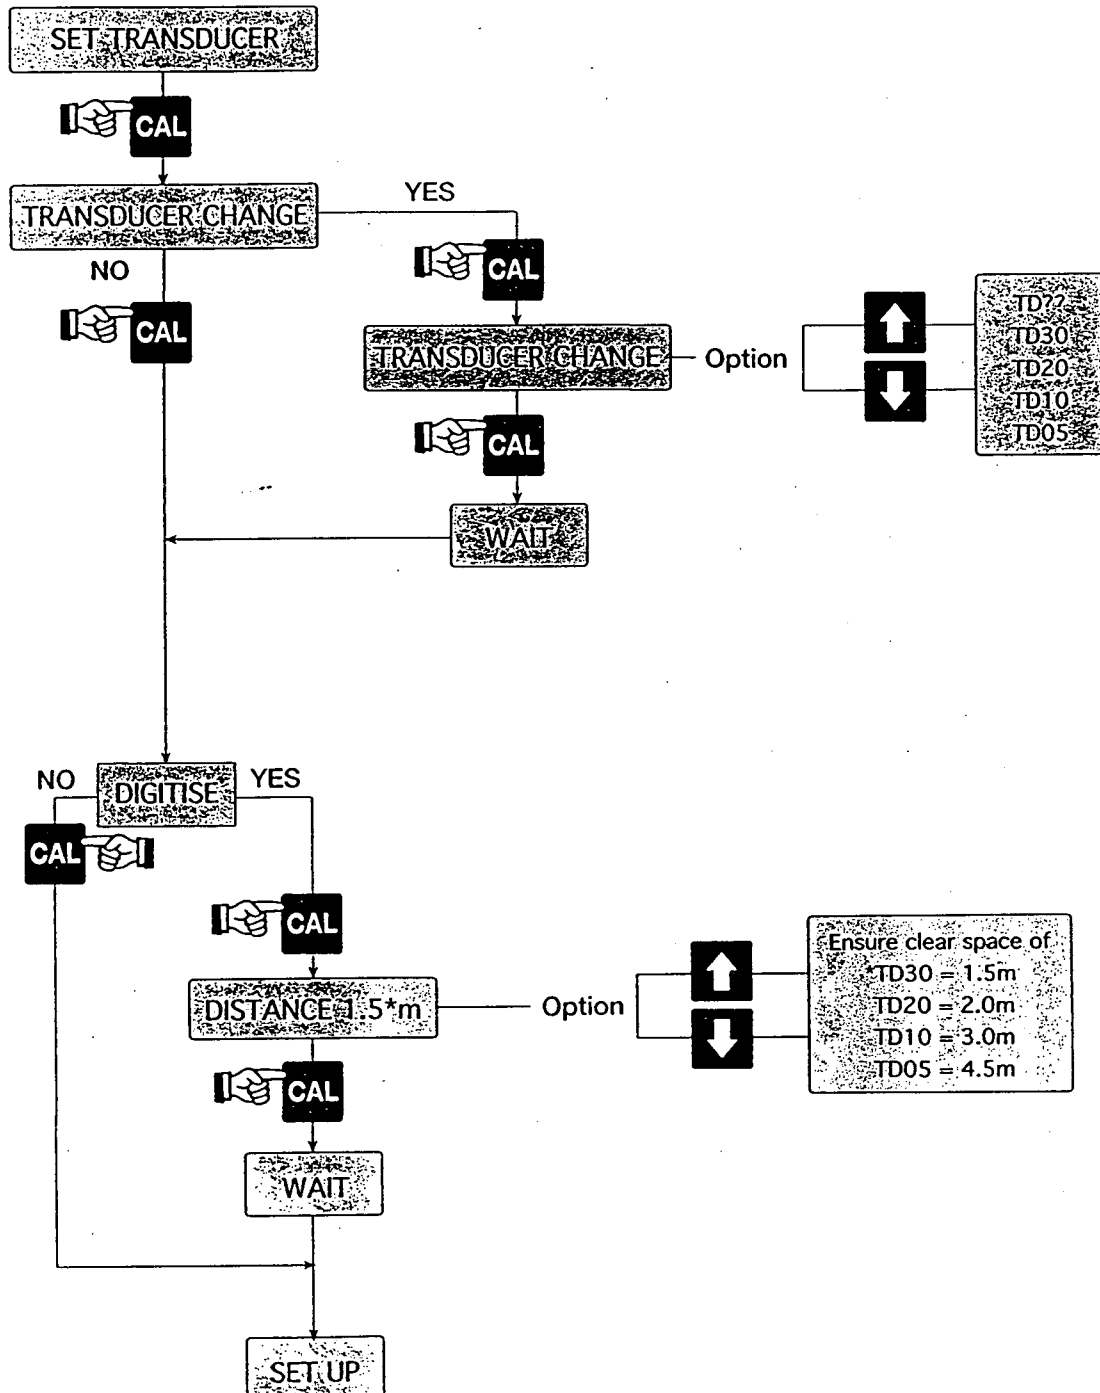 SET TRANSDUCER
CAL
TRANSDUCER CHANGE
YES
NO
CAL
CAL
TRANSDUCER CHANGE
Option
TD??
TD30
TD20
TD10
TD05
CAL
WAIT
NO
DIGITISE
YES
CAL
CAL
DISTANCE 1.5*m
Option
Ensure clear space of
*TD30 = 1.5m
TD20 = 2.0m
TD10 = 3.0m
TD05 = 4.5m
CAL
WAIT
SET UP